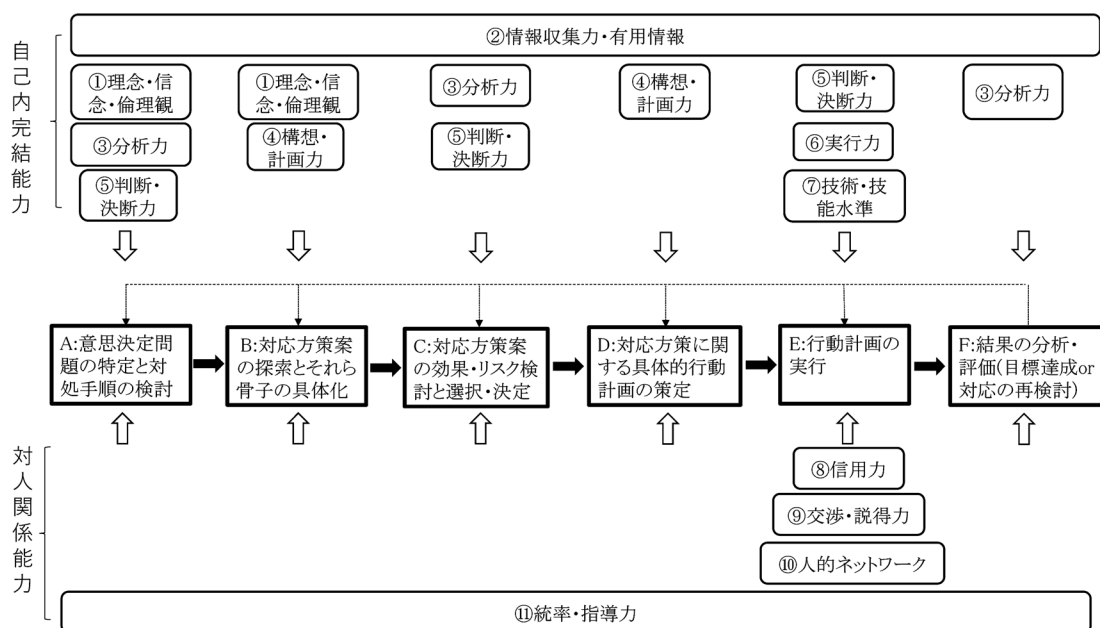 自己内完結能力
②情報収集力・有用情報
①理念・信
念・倫理観
③分析力
⑤判断・
決断力
①理念・信
念・倫理観
④構想・
計画力
③分析力
⑤判断・
決断力
④構想・
計画力
⑤判断・
決断力
⑥実行力
⑦技術・技
能水準
③分析力
A:意思決定問
題の特定と対
処手順の検討
B:対応方策案
の探索とそれら
骨子の具体化
C:対応方策案
の効果・リスク検
討と選択・決定
D:対応方策に関
する具体的行動
計画の策定
E:行動計画の
実行
F:結果の分析・
評価(目標達成or
対応の再検討)
対人関係能力
⑧信用力
⑨交渉・説得力
⑩人的ネットワーク
⑪統率・指導力